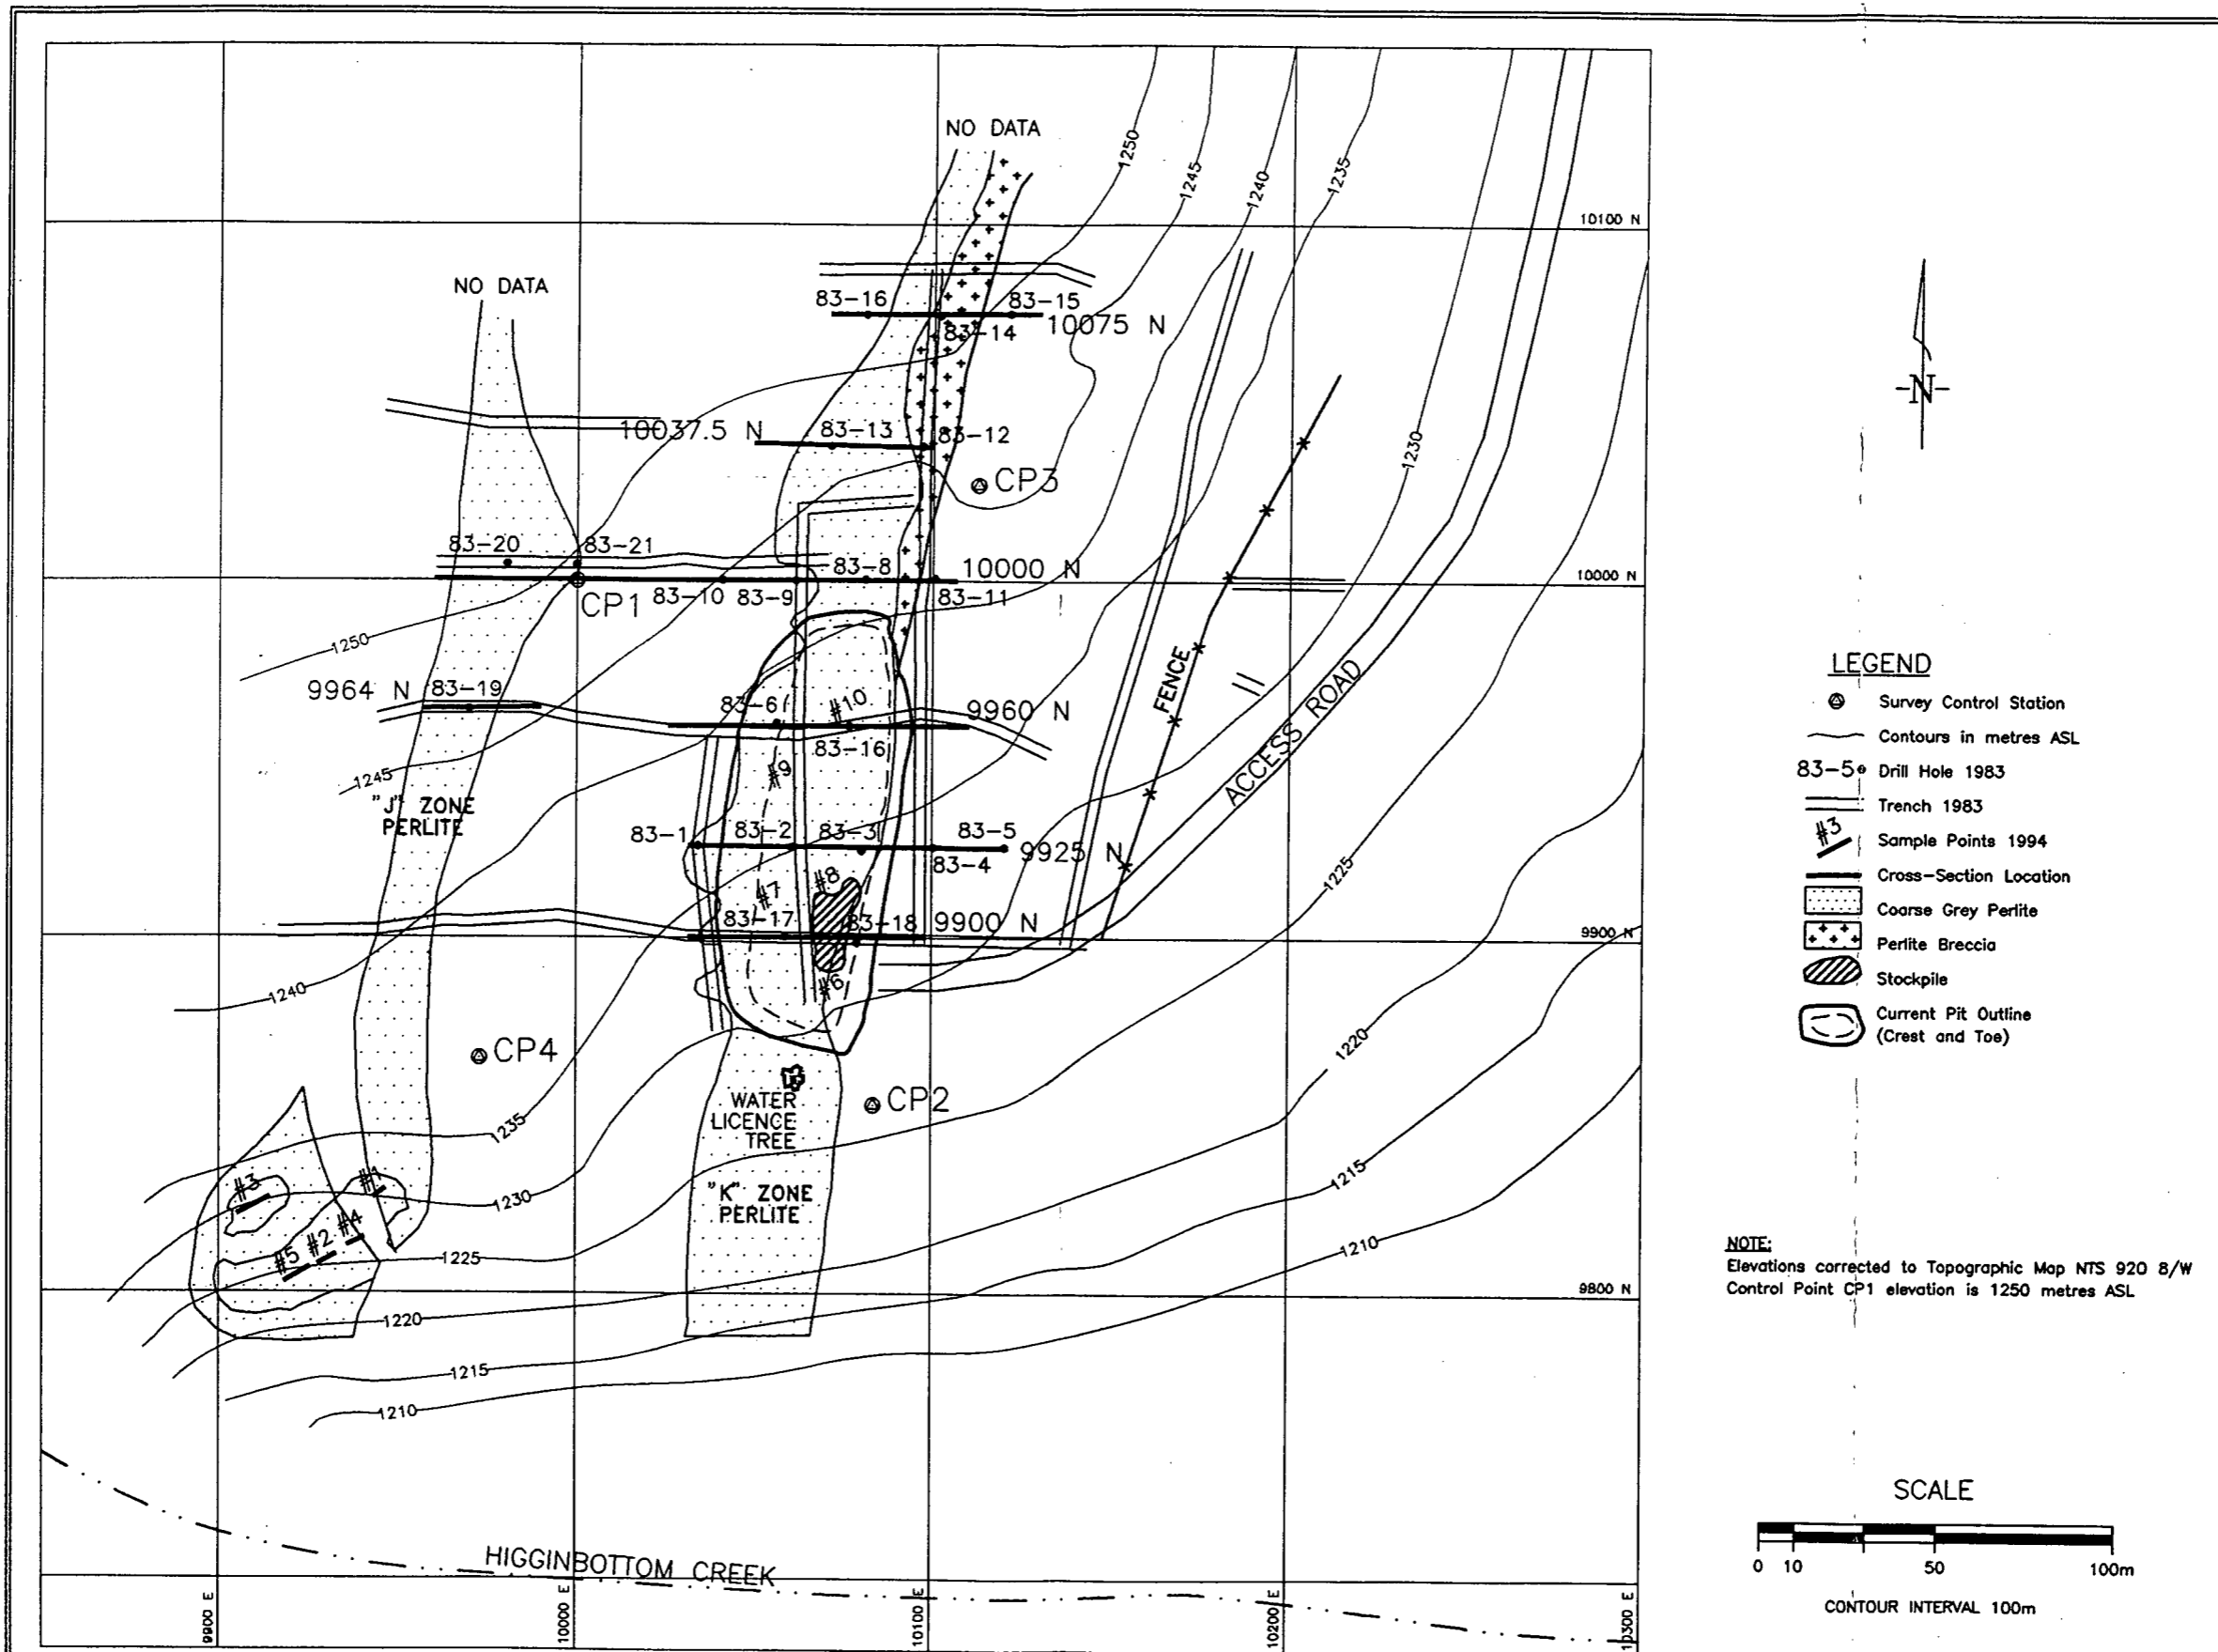 NO DATA
1250
1245
1240
1235
10100 N
NO DATA
83-16
83-15
83-14
10075 N
10037.5 N
83-13
83-12
CP3
1230
83-20
83-21
83-8
10000 N
10000 N
CP1
83-10
83-9
83-11
1250
FENCE
9964 N
83-19
83-6
#10
9960 N
83-16
ACCESS ROAD
#9
1245
"J" ZONE
PERLITE
83-1
83-2
83-3
83-5
9925 N
83-4
1225
#7
#8
83-17
83-18
9900 N
9900 N
#6
1240
CP4
1220
CP2
WATER
LICENCE
TREE
1235
#3
#1
1230
"K" ZONE
PERLITE
1215
#5
#2
#4
1225
1210
9800 N
1220
1215
1210
HIGGINBOTTOM CREEK
9900 E
10000 E
10100 E
10200 E
10300 E
-N-
LEGEND
Survey Control Station
Contours in metres ASL
83-5 Drill Hole 1983
Trench 1983
#3 Sample Points 1994
Cross-Section Location
Coarse Grey Perlite
Perlite Breccia
Stockpile
Current Pit Outline
(Crest and Toe)
NOTE:
Elevations corrected to Topographic Map NTS 920 8/W
Control Point CP1 elevation is 1250 metres ASL
SCALE
0 10 50 100m
CONTOUR INTERVAL 100m